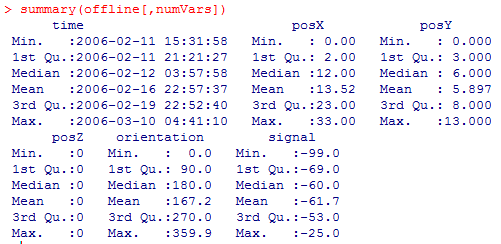 > summary(offline[,numVars])
      time                          posX            posY
 Min.   :2006-02-11 15:31:58   Min.   : 0.00   Min.   : 0.000
 1st Qu.:2006-02-11 21:21:27   1st Qu.: 2.00   1st Qu.: 3.000
 Median :2006-02-12 03:57:58   Median :12.00   Median : 6.000
 Mean   :2006-02-16 22:57:37   Mean   :13.52   Mean   : 5.897
 3rd Qu.:2006-02-19 22:52:40   3rd Qu.:23.00   3rd Qu.: 8.000
 Max.   :2006-03-10 04:41:10   Max.   :33.00   Max.   :13.000
      posZ    orientation        signal
 Min.   :0   Min.   :  0.0   Min.   :-99.0
 1st Qu.:0   1st Qu.: 90.0   1st Qu.:-69.0
 Median :0   Median :180.0   Median :-60.0
 Mean   :0   Mean   :167.2   Mean   :-61.7
 3rd Qu.:0   3rd Qu.:270.0   3rd Qu.:-53.0
 Max.   :0   Max.   :359.9   Max.   :-25.0